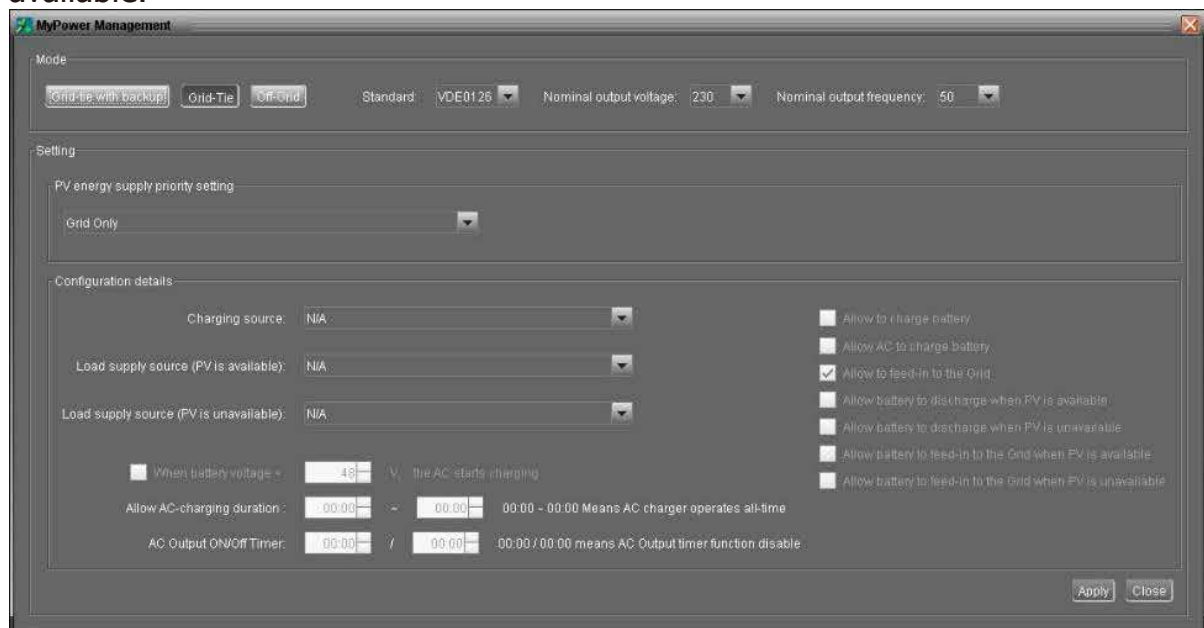 available.
MyPower Management
Mode
Grid-tie with backup Grid-Tie Off-Grid Standard: VDE0126 Nominal output voltage: 230 Nominal output frequency: 50
Setting
PV energy supply priority setting
Grid Only
Configuration details
Charging source: N/A
Load supply source (PV is available): N/A
Load supply source (PV is unavailable): N/A
When battery voltage < 48 V, the AC starts charging
Allow AC-charging duration : 00:00 ~ 00:00 00:00 - 00:00 Means AC charger operates all-time
AC Output ON/Off Timer: 00:00 / 00:00 00:00 / 00:00 means AC Output timer function disable
Allow to charge battery
Allow AC to charge battery
Allow to feed-in to the Grid
Allow battery to discharge when PV is available
Allow battery to discharge when PV is unavailable
Allow battery to feed-in to the Grid when PV is available
Allow battery to feed-in to the Grid when PV is unavailable
Apply Close